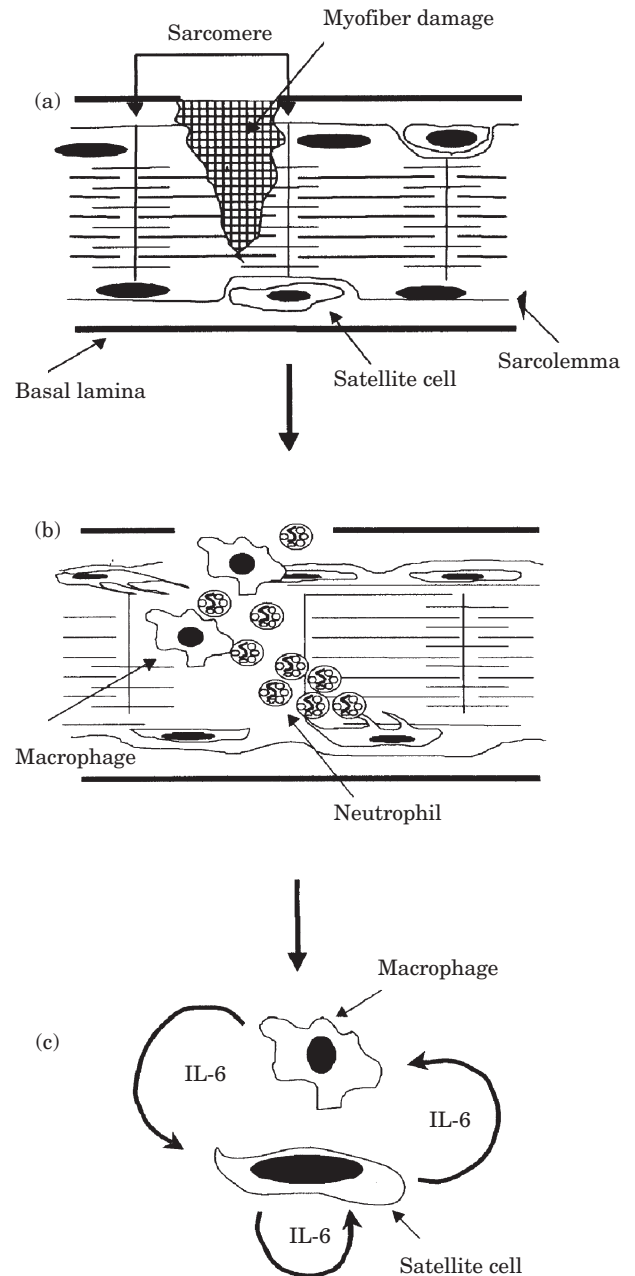 Myofiber damage
Sarcomere
(a)
Sarcolemma
Satellite cell
Basal lamina
(b)
Macrophage
Neutrophil
Macrophage
(c)
IL-6
IL-6
IL-6
Satellite cell